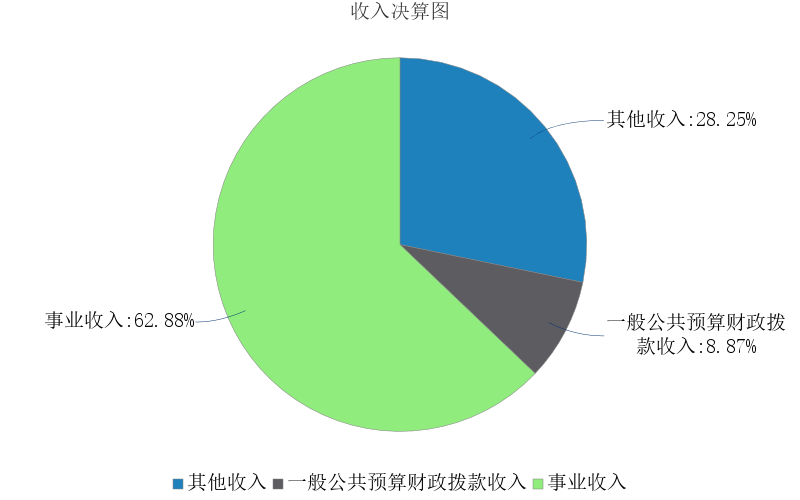 收入决算图
其他收入:28.25%
一般公共预算财政拨
款收入:8.87%
事业收入:62.88%
其他收入 一般公共预算财政拨款收入 事业收入